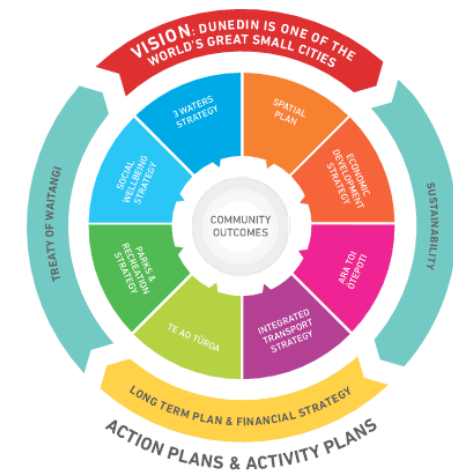 VISION: DUNEDIN IS ONE OF THE
WORLD'S GREAT SMALL CITIES
3 WATERS
STRATEGY
SPATIAL
PLAN
ECONOMIC
DEVELOPMENT
STRATEGY
ARA TOI
ŌTEPOTI
INTEGRATED
TRANSPORT
STRATEGY
TE AO TŪROA
PARKS &
RECREATION
STRATEGY
SOCIAL
WELLBEING
STRATEGY
COMMUNITY
OUTCOMES
TREATY OF WAITANGI
SUSTAINABILITY
LONG TERM PLAN & FINANCIAL STRATEGY
ACTION PLANS & ACTIVITY PLANS